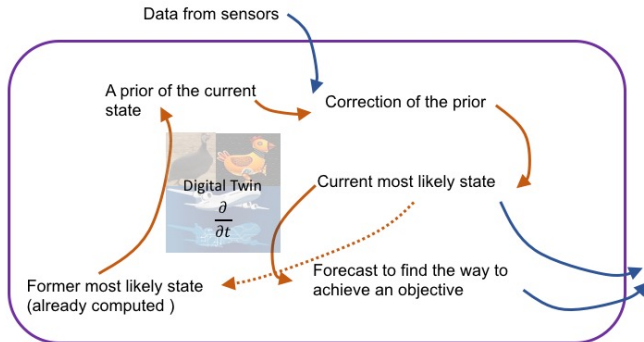 Data from sensors
A prior of the current
state
Correction of the prior
Digital Twin
∂
∂t
Current most likely state
Former most likely state
(already computed )
Forecast to find the way to
achieve an objective